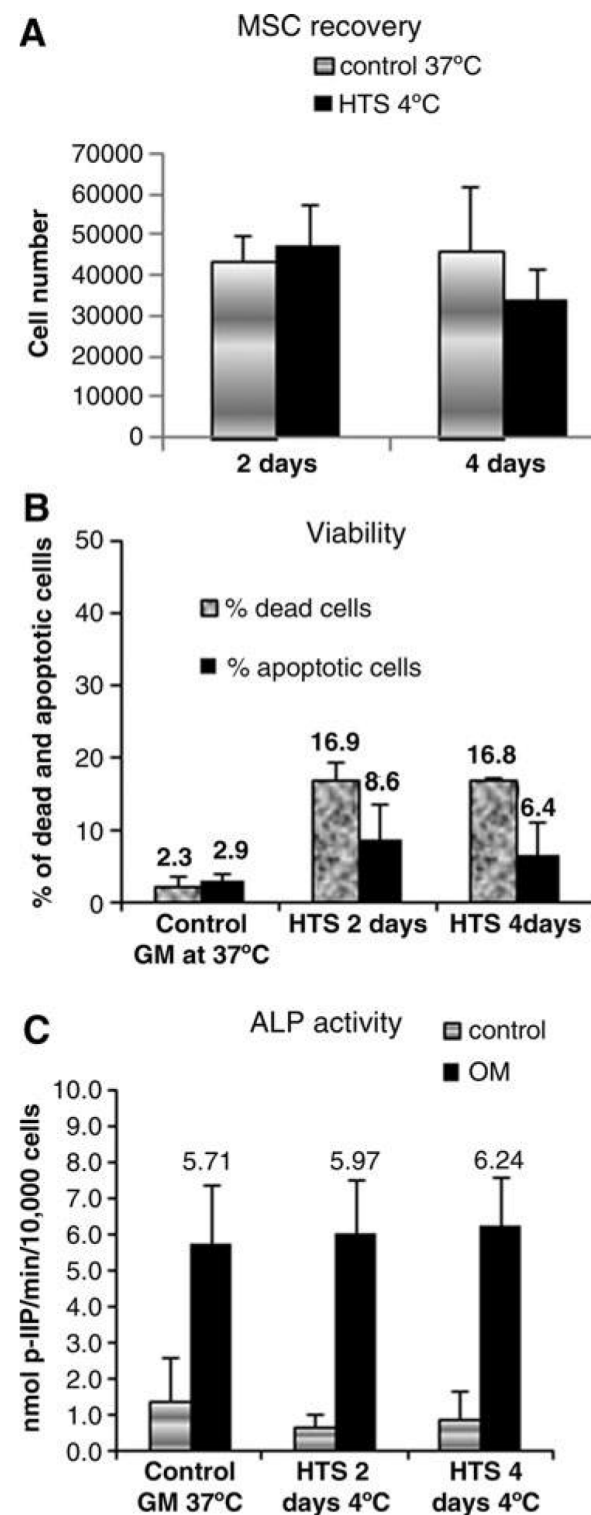 A
MSC recovery
control 37ºC
HTS 4ºC
70000
60000
50000
40000
30000
20000
10000
0
Cell number
2 days 4 days
B
Viability
50
40
30
20
10
0
% of dead and apoptotic cellls
% dead cells
% apoptotic cells
2.3 2.9 16.9 8.6 16.8 6.4
Control HTS 2 days HTS 4days
GM at 37ºC
C
ALP activity
control
OM
10.0
9.0
8.0
7.0
6.0
5.0
4.0
3.0
2.0
1.0
0.0
nmol p-IIP/min/10,000 cells
5.71 5.97 6.24
Control HTS 2 HTS 4
GM 37ºC days 4ºC days 4ºC